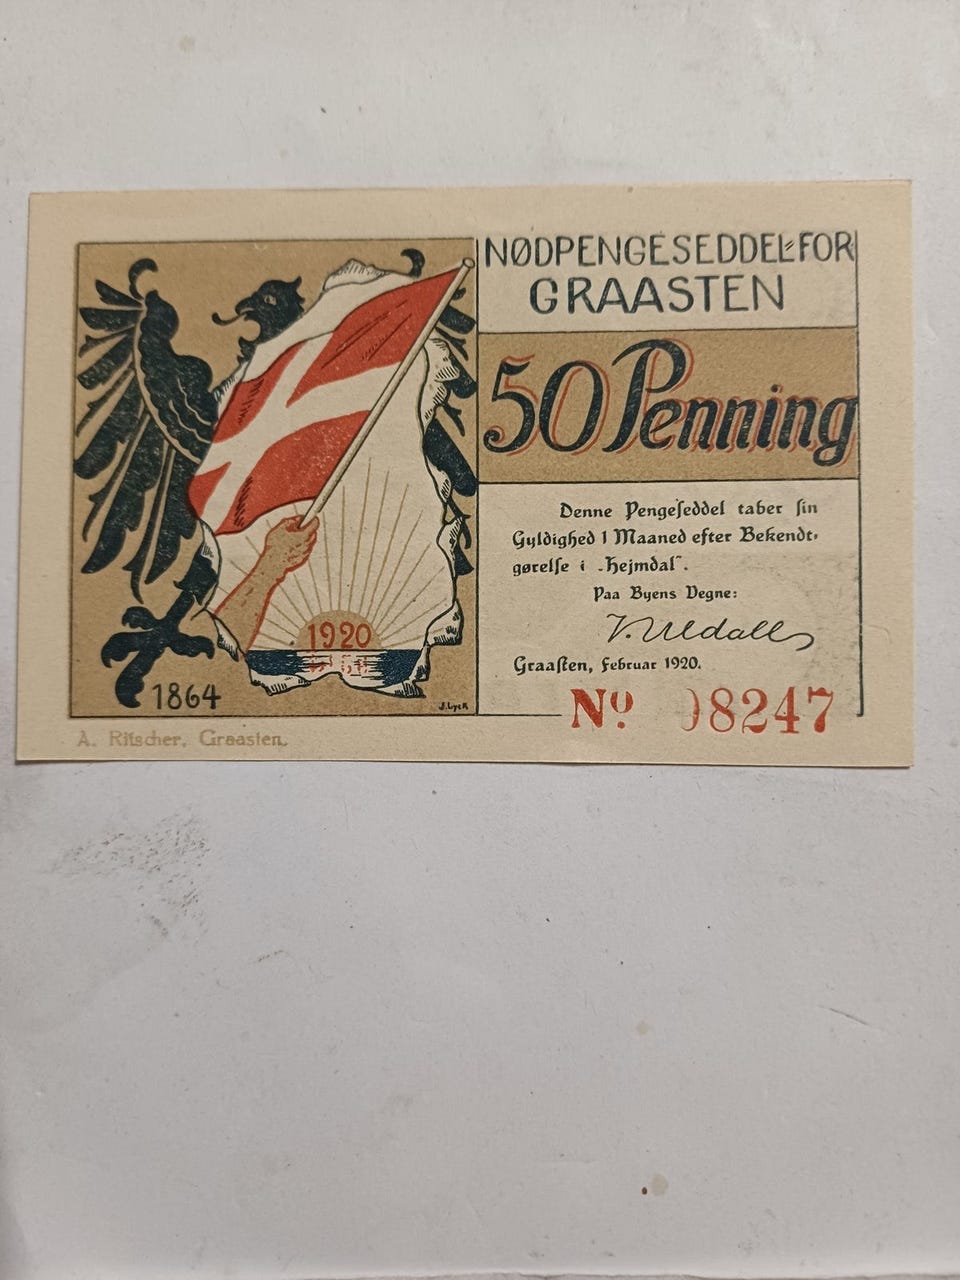 NØDPENGESEDDEL=FOR
GRAASTEN
50 Penning
Denne Pengeſeddel taber ſin
Gyldighed 1 Maaned efter Bekendt-
gørelſe i „Hejmdal“.
Paa Byens Vegne:
Graaſten, Februar 1920.
No 08247
1920
1864
J. Lyck
A. Ritscher, Graasten.